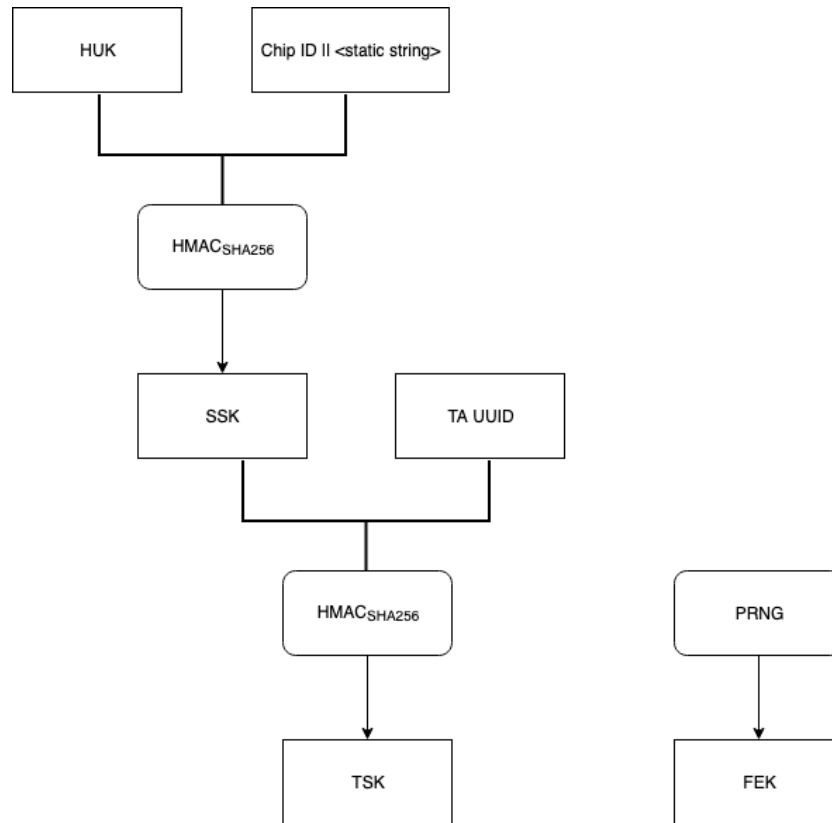 HUK
Chip ID II <static string>
HMACSHA256
SSK
TA UUID
HMACSHA256
PRNG
TSK
FEK